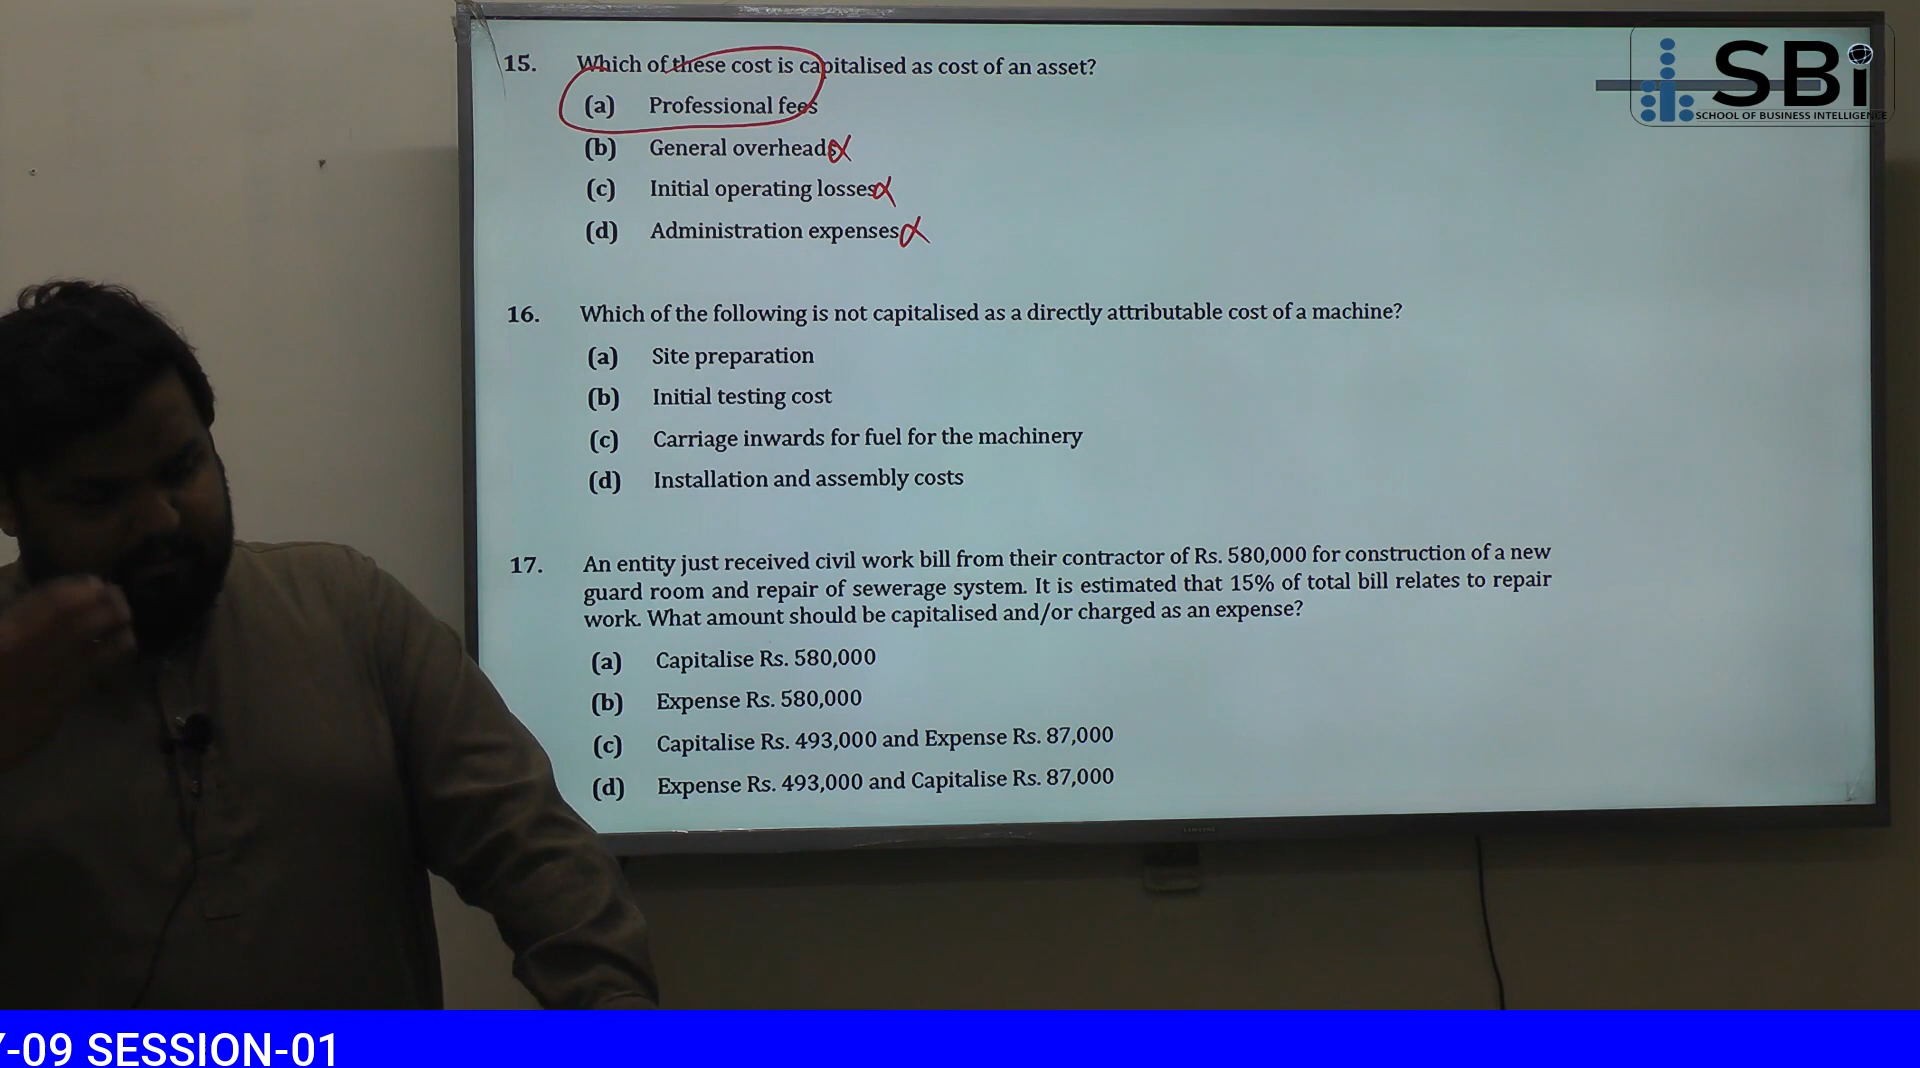 15. Which of these cost is capitalised as cost of an asset?
(a) Professional fees
(b) General overheads
(c) Initial operating losses
(d) Administration expenses
16. Which of the following is not capitalised as a directly attributable cost of a machine?
(a) Site preparation
(b) Initial testing cost
(c) Carriage inwards for fuel for the machinery
(d) Installation and assembly costs
17. An entity just received civil work bill from their contractor of Rs. 580,000 for construction of a new
guard room and repair of sewerage system. It is estimated that 15% of total bill relates to repair
work. What amount should be capitalised and/or charged as an expense?
(a) Capitalise Rs. 580,000
(b) Expense Rs. 580,000
(c) Capitalise Rs. 493,000 and Expense Rs. 87,000
(d) Expense Rs. 493,000 and Capitalise Rs. 87,000
SBi
SCHOOL OF BUSINESS INTELLIGENCE
-09 SESSION-01